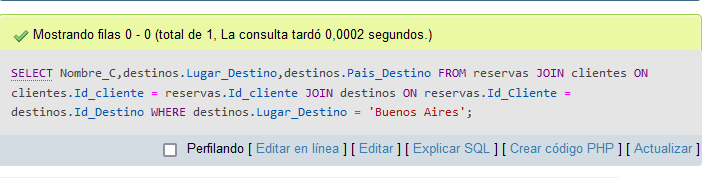 Mostrando filas 0 - 0 (total de 1, La consulta tardó 0,0002 segundos.)
SELECT Nombre_C,destinos.Lugar_Destino,destinos.Pais_Destino FROM reservas JOIN clientes ON
clientes.Id_cliente = reservas.Id_cliente JOIN destinos ON reservas.Id_Cliente =
destinos.Id_Destino WHERE destinos.Lugar_Destino = 'Buenos Aires';
Perfilando [ Editar en línea ] [ Editar ] [ Explicar SQL ] [ Crear código PHP ] [ Actualizar ]